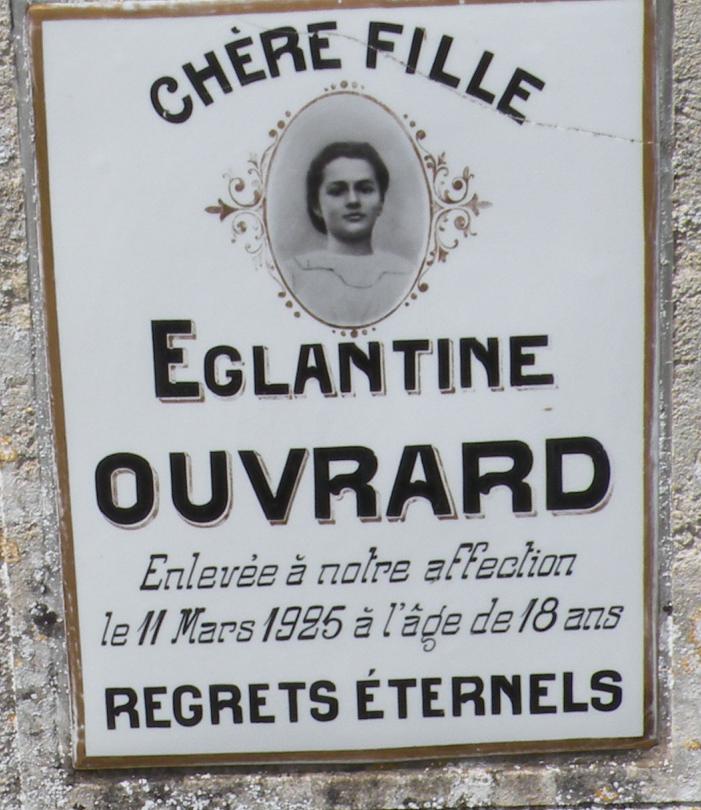 CHÈRE FILLE
EGLANTINE
OUVRARD
Enlevée à notre affection
le 11 Mars 1925 à l'âge de 18 ans
REGRETS ÉTERNELS